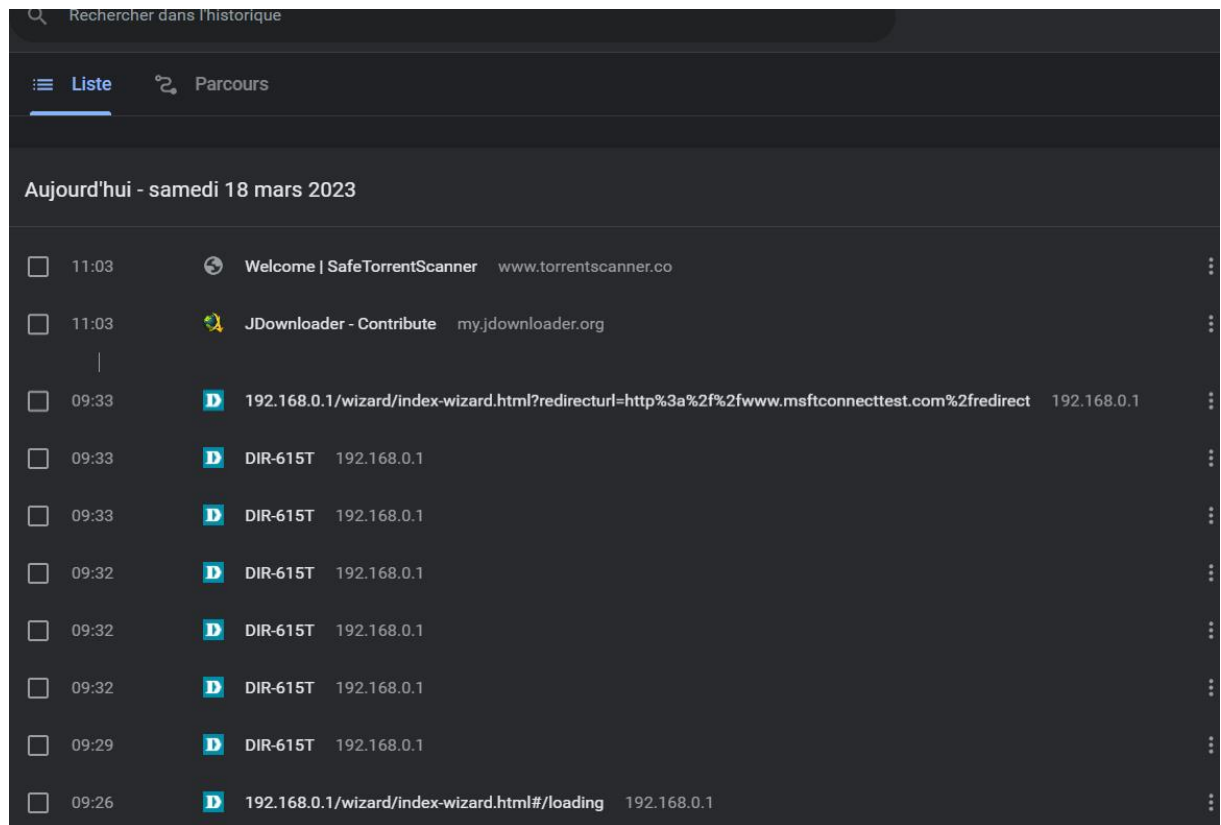 Rechercher dans l'historique
Liste Parcours
Aujourd'hui - samedi 18 mars 2023
11:03 Welcome | SafeTorrentScanner www.torrentscanner.co
11:03 JDownloader - Contribute my.jdownloader.org
09:33 192.168.0.1/wizard/index-wizard.html?redirecturl=http%3a%2f%2fwww.msftconnecttest.com%2fredirect 192.168.0.1
09:33 DIR-615T 192.168.0.1
09:33 DIR-615T 192.168.0.1
09:32 DIR-615T 192.168.0.1
09:32 DIR-615T 192.168.0.1
09:32 DIR-615T 192.168.0.1
09:29 DIR-615T 192.168.0.1
09:26 192.168.0.1/wizard/index-wizard.html#/loading 192.168.0.1